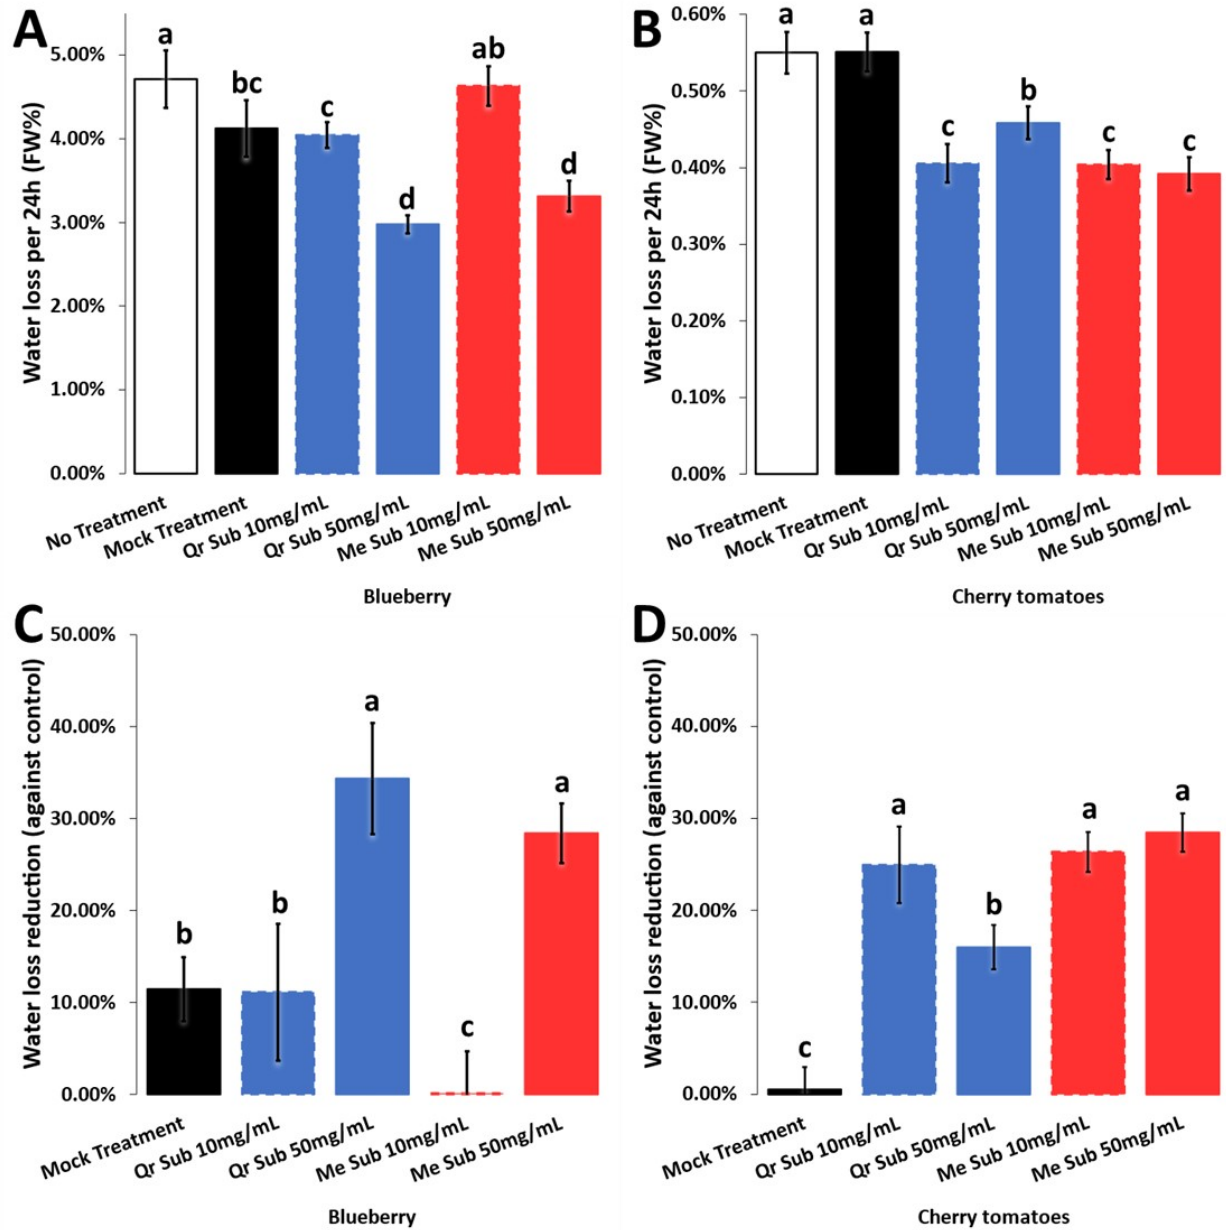 A
Water loss per 24h (FW%)
5.00%
4.00%
3.00%
2.00%
1.00%
0.00%
a
bc
c
d
ab
d
No Treatment
Mock Treatment
Qr Sub 10mg/mL
Qr Sub 50mg/mL
Me Sub 10mg/mL
Me Sub 50mg/mL
Blueberry
B
Water loss per 24h (FW%)
0.60%
0.50%
0.40%
0.30%
0.20%
0.10%
0.00%
a
a
c
b
c
c
No Treatment
Mock Treatment
Qr Sub 10mg/mL
Qr Sub 50mg/mL
Me Sub 10mg/mL
Me Sub 50mg/mL
Cherry tomatoes
C
Water loss reduction (against control)
50.00%
40.00%
30.00%
20.00%
10.00%
0.00%
b
b
a
c
a
Mock Treatment
Qr Sub 10mg/mL
Qr Sub 50mg/mL
Me Sub 10mg/mL
Me Sub 50mg/mL
Blueberry
D
Water loss reduction (against control)
50.00%
40.00%
30.00%
20.00%
10.00%
0.00%
c
a
b
a
a
Mock Treatment
Qr Sub 10mg/mL
Qr Sub 50mg/mL
Me Sub 10mg/mL
Me Sub 50mg/mL
Cherry tomatoes